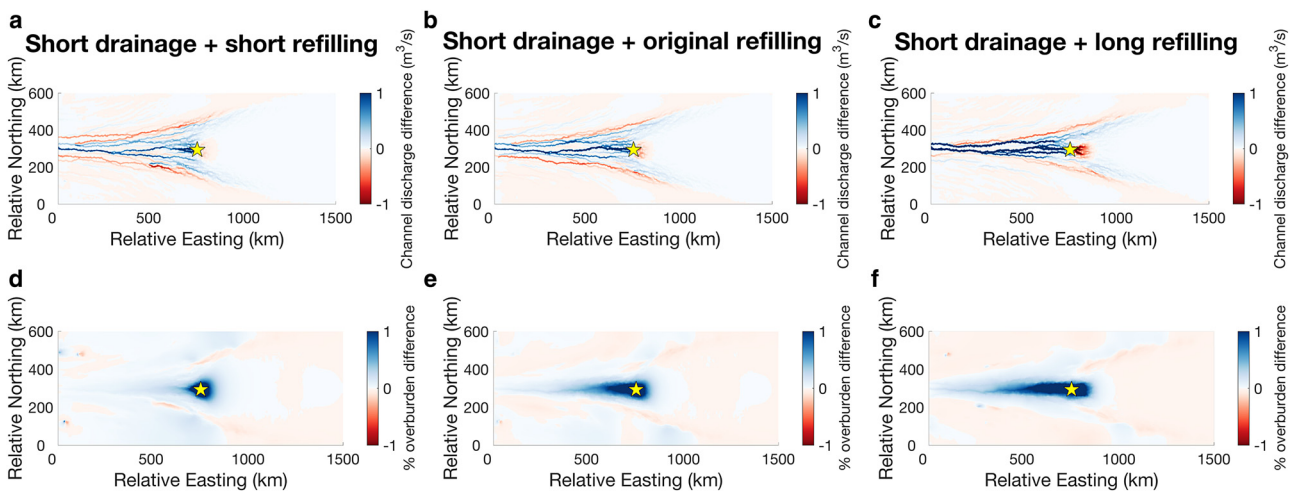 a
Short drainage + short refilling
Relative Northing (km)
600
400
200
0
0
500
1000
1500
Relative Easting (km)
1
0
-1
Channel discharge difference (m³/s)
b
Short drainage + original refilling
Relative Northing (km)
600
400
200
0
0
500
1000
1500
Relative Easting (km)
1
0
-1
Channel discharge difference (m³/s)
c
Short drainage + long refilling
Relative Northing (km)
600
400
200
0
0
500
1000
1500
Relative Easting (km)
1
0
-1
Channel discharge difference (m³/s)
d
Relative Northing (km)
600
400
200
0
0
500
1000
1500
Relative Easting (km)
1
0
-1
% overburden difference
e
Relative Northing (km)
600
400
200
0
0
500
1000
1500
Relative Easting (km)
1
0
-1
% overburden difference
f
Relative Northing (km)
600
400
200
0
0
500
1000
1500
Relative Easting (km)
1
0
-1
% overburden difference